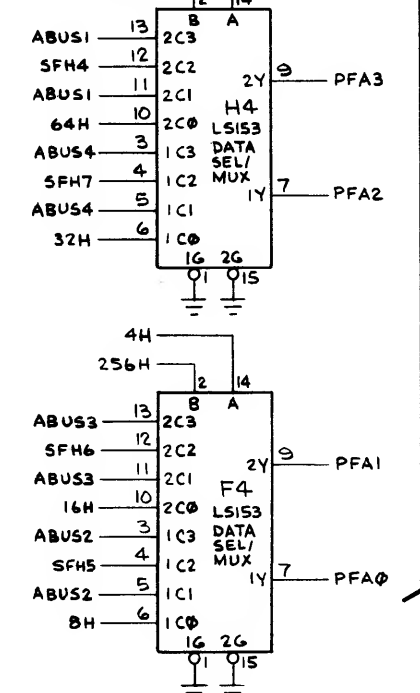 2 14
B A
ABUS1 13 2C3
SFH4 12 2C2
ABUS1 11 2C1
64H 10 2C0
ABUS4 3 1C3
SFH7 4 1C2
ABUS4 5 1C1
32H 6 1C0
2Y 9 PFA3
H4
LS153
DATA
SEL/
MUX
1Y 7 PFA2
1G 2G
1 15
4H
256H
2 14
B A
ABUS3 13 2C3
SFH6 12 2C2
ABUS3 11 2C1
16H 10 2C0
ABUS2 3 1C3
SFH5 4 1C2
ABUS2 5 1C1
8H 6 1C0
2Y 9 PFA1
F4
LS153
DATA
SEL/
MUX
1Y 7 PFA0
1G 2G
1 15